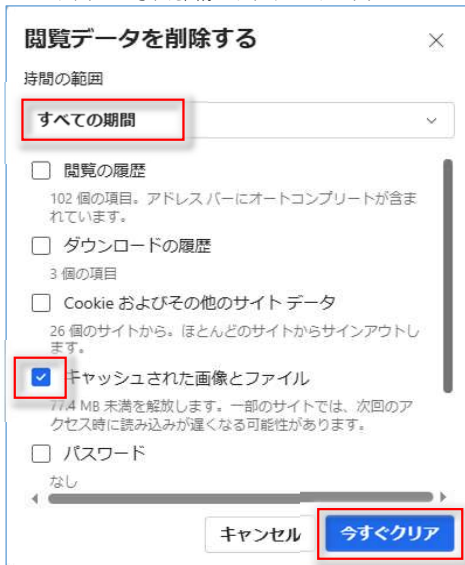 閲覧データを削除する
時間の範囲
すべての期間
閲覧の履歴
102 個の項目。アドレス バーにオートコンプリートが含ま
れています。
ダウンロードの履歴
3 個の項目
Cookie およびその他のサイト データ
26 個のサイトから。ほとんどのサイトからサインアウトし
ます。
キャッシュされた画像とファイル
77.4 MB 未満を解放します。一部のサイトでは、次回のア
クセス時に読み込みが遅くなる可能性があります。
パスワード
なし
キャンセル
今すぐクリア